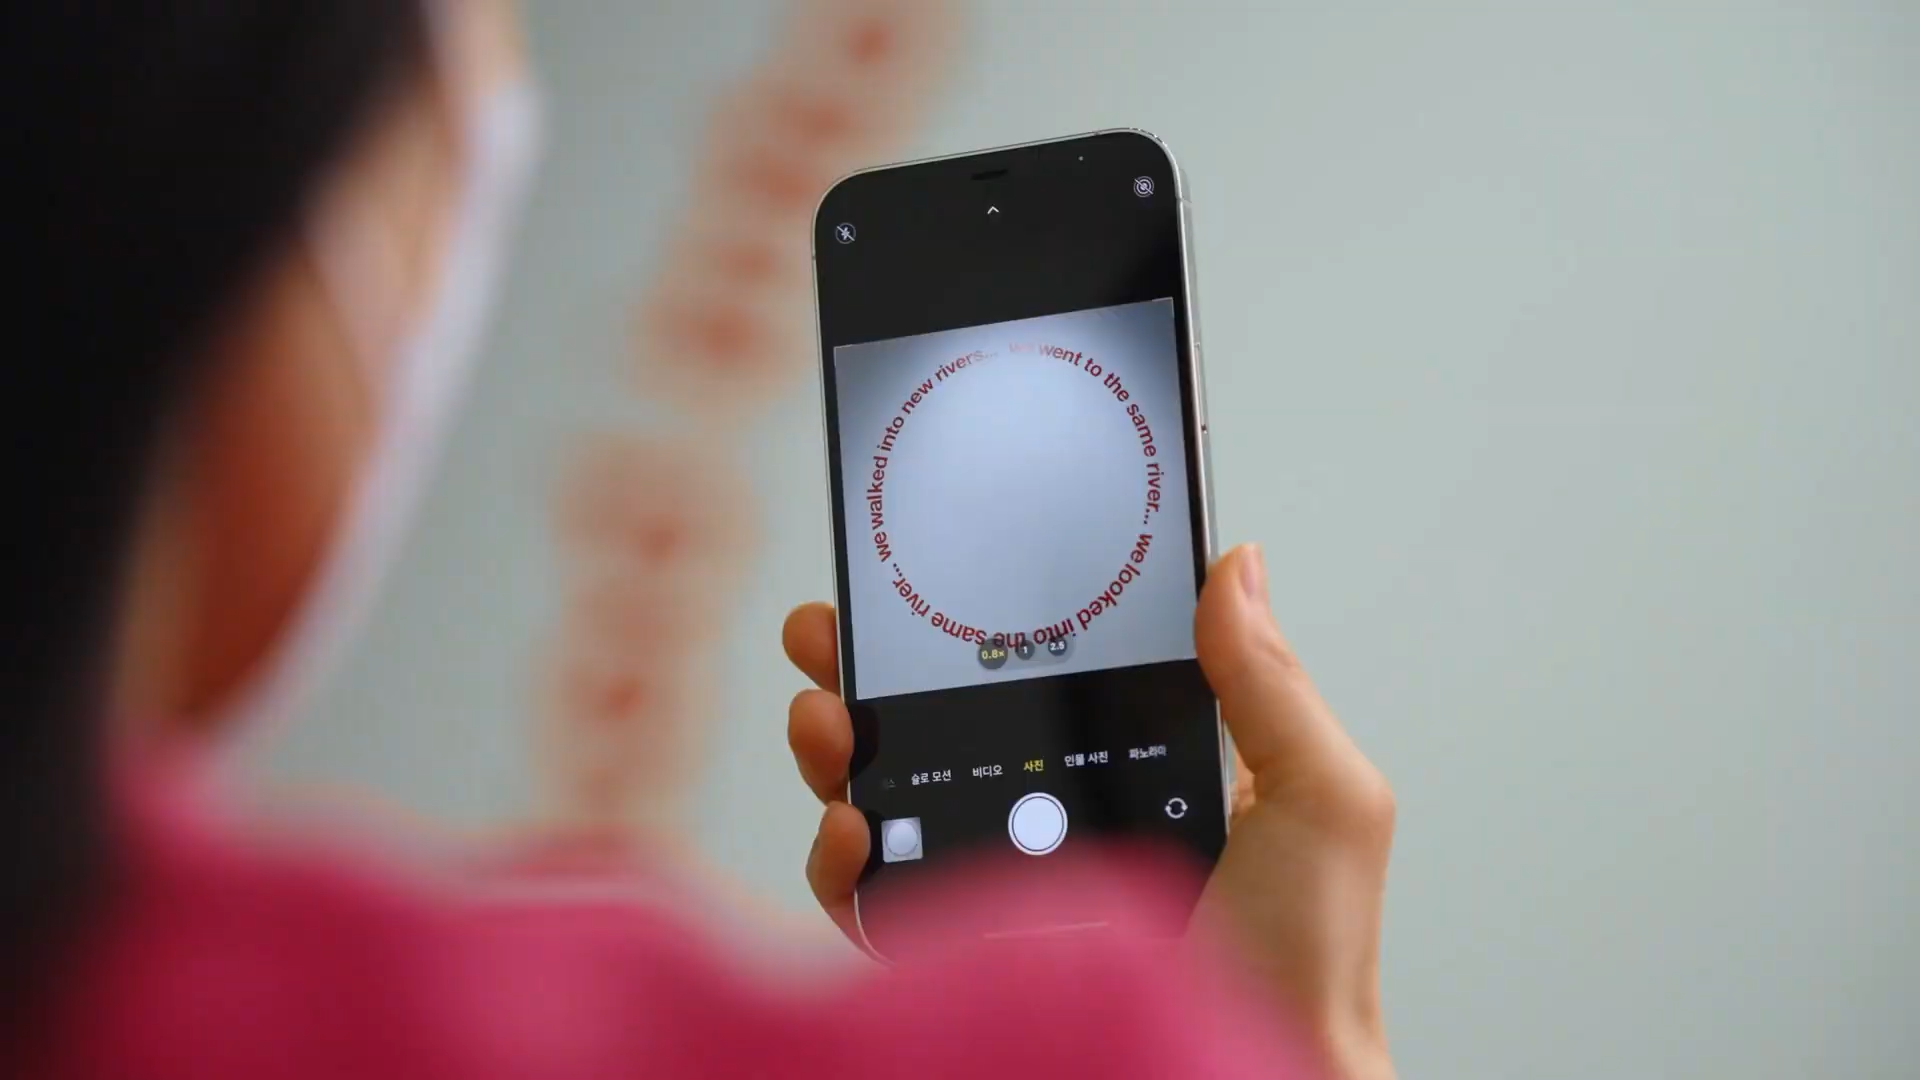 we went to the same river... we looked into the same river... we walked into new rivers...
0.8×
1
2.5
슬로 모션
비디오
사진
인물 사진
파노라마